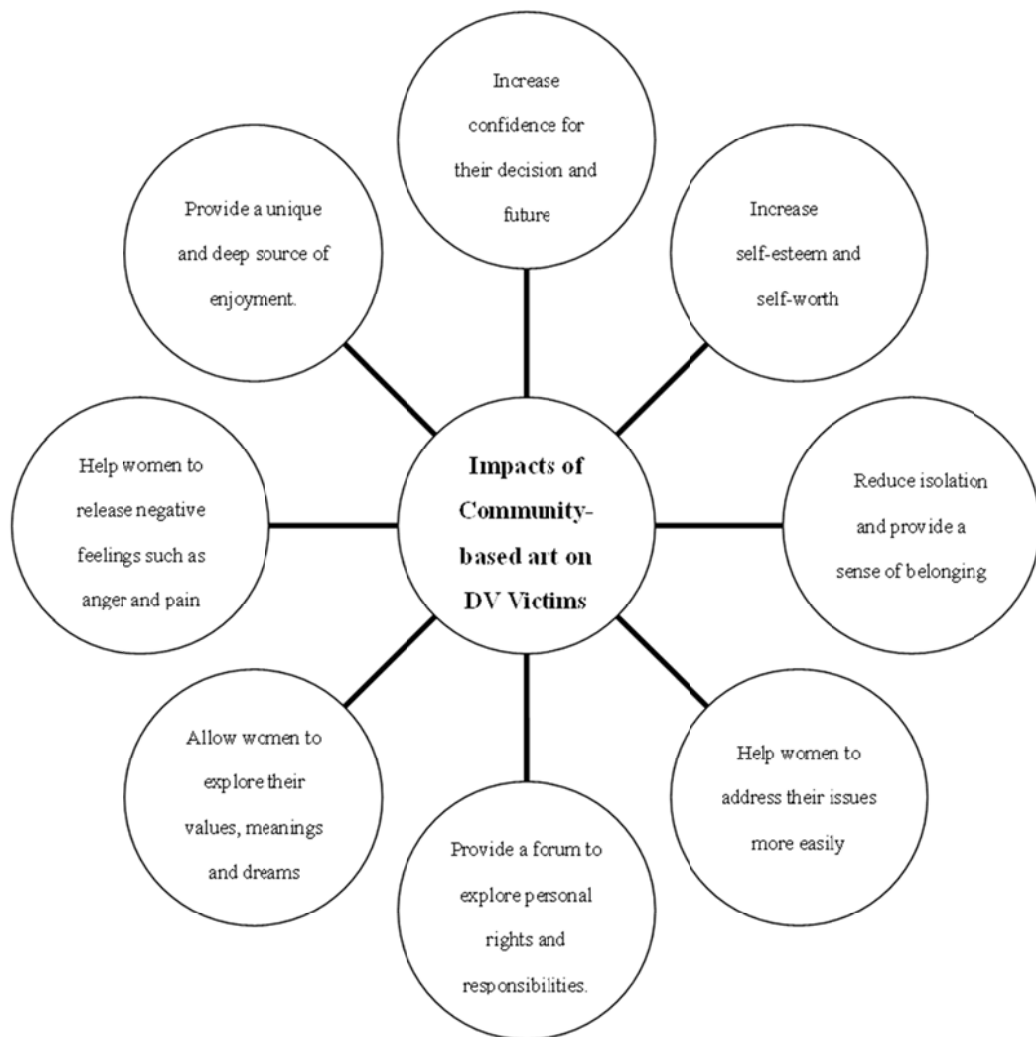 Increase
confidence for
their decision and
future
Increase
self-esteem and
self-worth
Reduce isolation
and provide a
sense of belonging
Help women to
address their issues
more easily
Provide a forum to
explore personal
rights and
responsibilities.
Allow women to
explore their
values, meanings
and dreams
Help women to
release negative
feelings such as
anger and pain
Provide a unique
and deep source of
enjoyment.
Impacts of
Community-
based art on
DV Victims